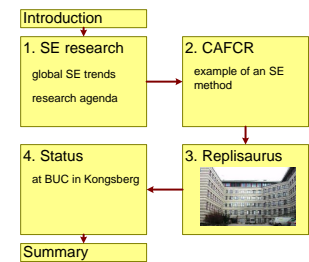 Introduction
1. SE research
global SE trends
research agenda
2. CAFCR
example of an SE
method
3. Replisaurus
4. Status
at BUC in Kongsberg
Summary